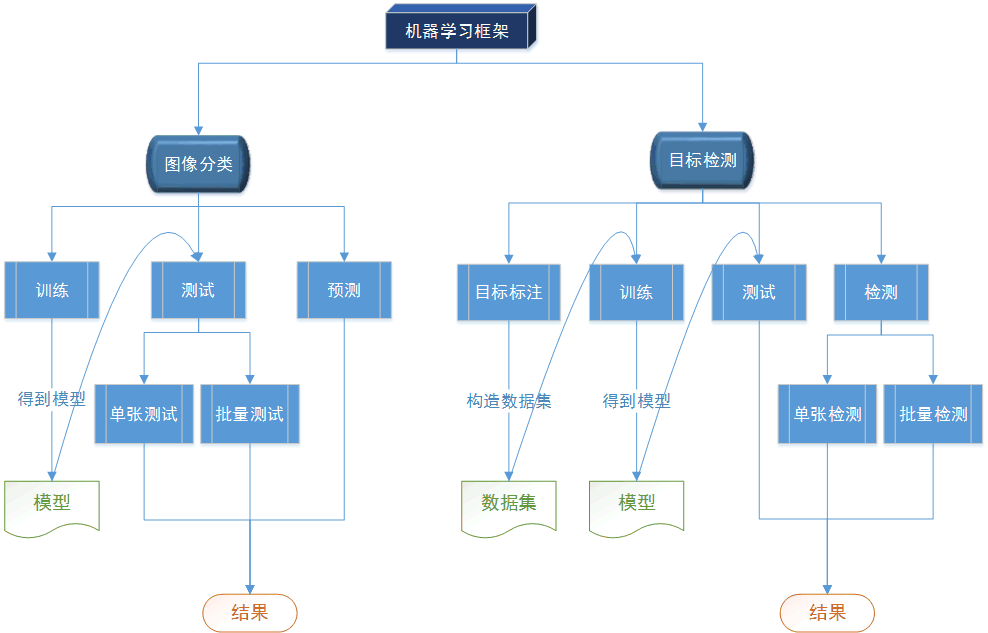 机器学习框架
图像分类
目标检测
训练
测试
预测
目标标注
训练
测试
检测
得到模型
单张测试
批量测试
构造数据集
得到模型
单张检测
批量检测
模型
数据集
模型
结果
结果